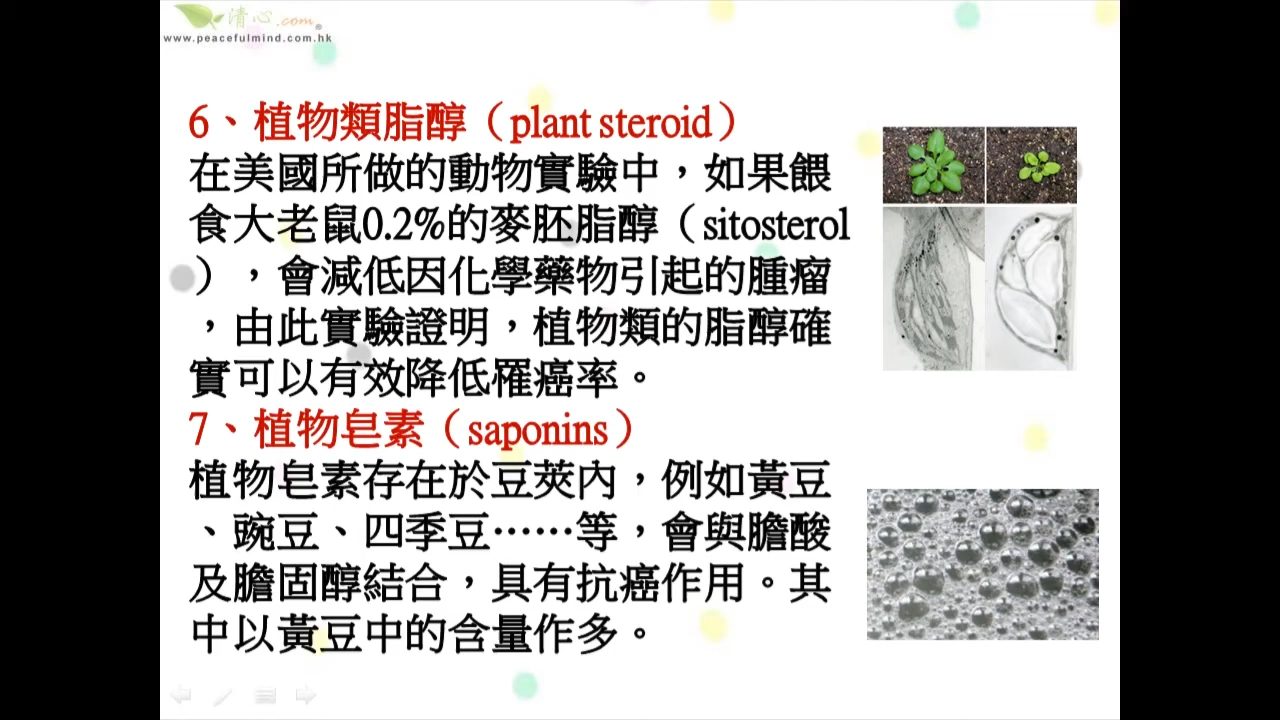 清心.com
www.peacefulmind.com.hk
6、植物類脂醇（plant steroid）
在美國所做的動物實驗中，如果餵
食大老鼠0.2%的麥胚脂醇（sitosterol
），會減低因化學藥物引起的腫瘤
，由此實驗證明，植物類的脂醇確
實可以有效降低罹癌率。
7、植物皂素（saponins）
植物皂素存在於豆莢內，例如黃豆
、豌豆、四季豆……等，會與膽酸
及膽固醇結合，具有抗癌作用。其
中以黃豆中的含量作多。